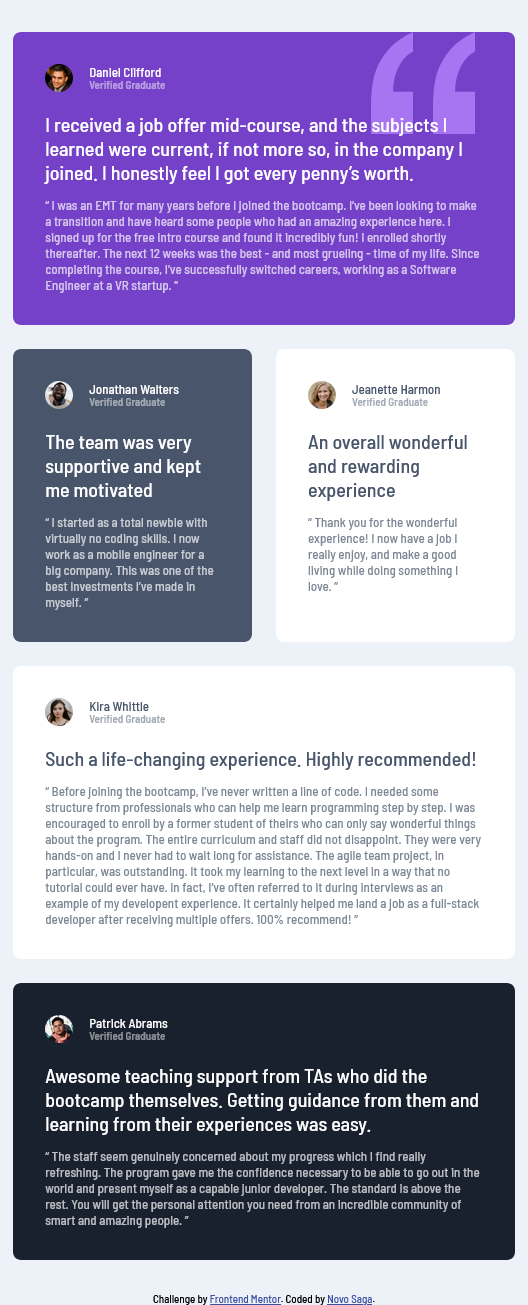 Daniel Clifford
Verified Graduate
I received a job offer mid-course, and the subjects I
learned were current, if not more so, in the company I
joined. I honestly feel I got every penny’s worth.
“ I was an EMT for many years before I joined the bootcamp. I’ve been looking to make
a transition and have heard some people who had an amazing experience here. I
signed up for the free intro course and found it incredibly fun! I enrolled shortly
thereafter. The next 12 weeks was the best - and most grueling - time of my life. Since
completing the course, I’ve successfully switched careers, working as a Software
Engineer at a VR startup. ”
Jonathan Walters
Verified Graduate
The team was very
supportive and kept
me motivated
“ I started as a total newbie with
virtually no coding skills. I now
work as a mobile engineer for a
big company. This was one of the
best investments I’ve made in
myself. ”
Jeanette Harmon
Verified Graduate
An overall wonderful
and rewarding
experience
“ Thank you for the wonderful
experience! I now have a job I
really enjoy, and make a good
living while doing something I
love. ”
Kira Whittle
Verified Graduate
Such a life-changing experience. Highly recommended!
“ Before joining the bootcamp, I’ve never written a line of code. I needed some
structure from professionals who can help me learn programming step by step. I was
encouraged to enroll by a former student of theirs who can only say wonderful things
about the program. The entire curriculum and staff did not disappoint. They were very
hands-on and I never had to wait long for assistance. The agile team project, in
particular, was outstanding. It took my learning to the next level in a way that no
tutorial could ever have. In fact, I’ve often referred to it during interviews as an
example of my developent experience. It certainly helped me land a job as a full-stack
developer after receiving multiple offers. 100% recommend! ”
Patrick Abrams
Verified Graduate
Awesome teaching support from TAs who did the
bootcamp themselves. Getting guidance from them and
learning from their experiences was easy.
“ The staff seem genuinely concerned about my progress which I find really
refreshing. The program gave me the confidence necessary to be able to go out in the
world and present myself as a capable junior developer. The standard is above the
rest. You will get the personal attention you need from an incredible community of
smart and amazing people. ”
Challenge by Frontend Mentor. Coded by Novo Saga.